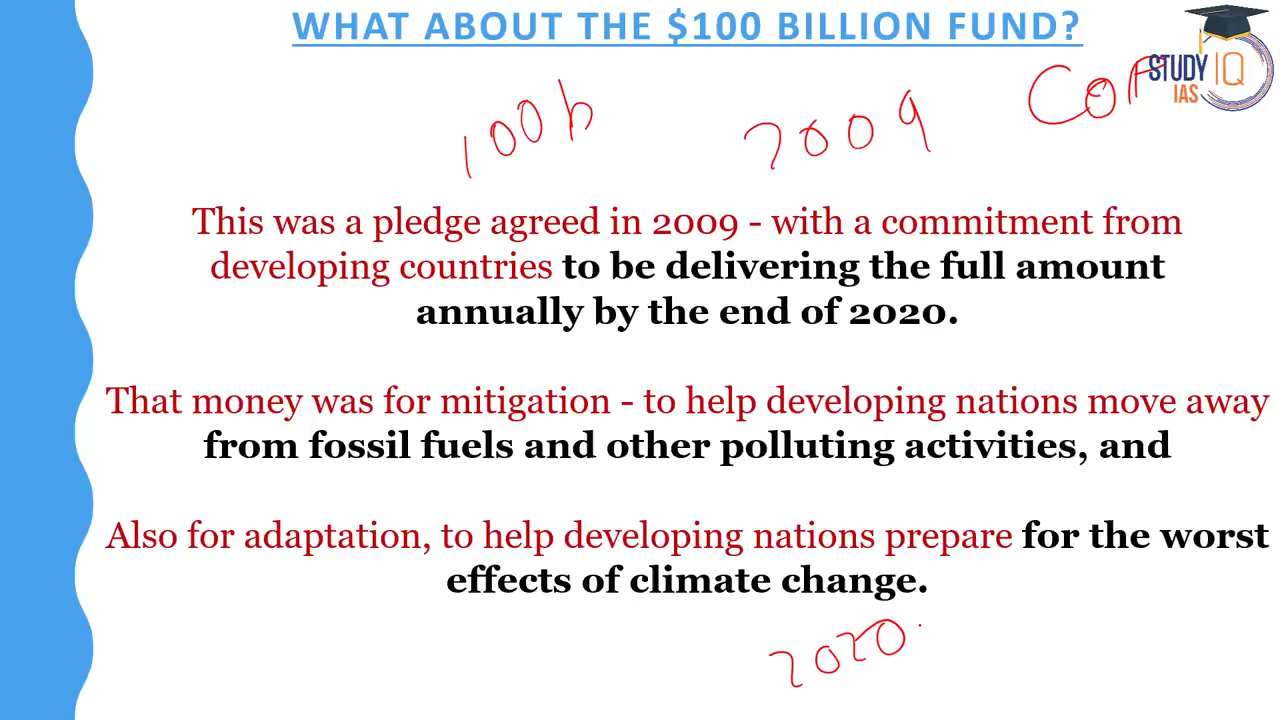 WHAT ABOUT THE $100 BILLION FUND?
STUDY IQ
IAS
100b 2009 COP
This was a pledge agreed in 2009 - with a commitment from
developing countries to be delivering the full amount
annually by the end of 2020.
That money was for mitigation - to help developing nations move away
from fossil fuels and other polluting activities, and
Also for adaptation, to help developing nations prepare for the worst
effects of climate change.
2020.